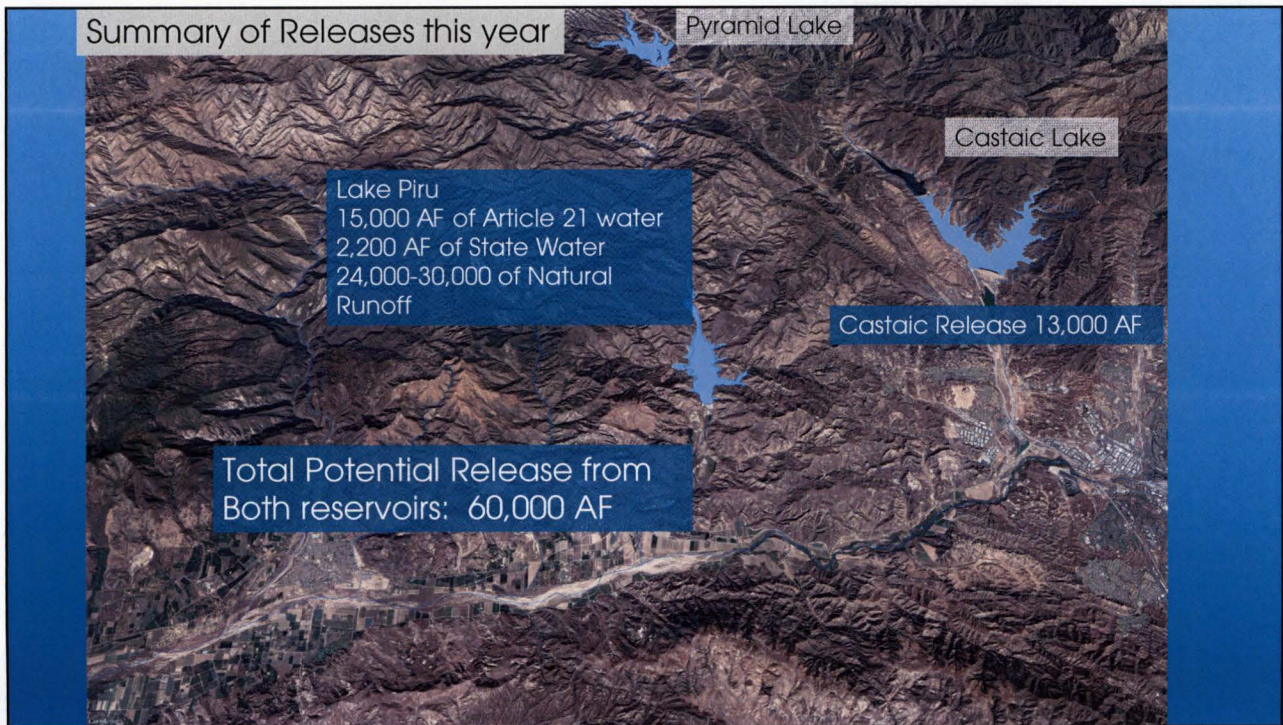 Summary of Releases this year
Pyramid Lake
Castaic Lake
Lake Piru
15,000 AF of Article 21 water
2,200 AF of State Water
24,000-30,000 of Natural
Runoff
Castaic Release 13,000 AF
Total Potential Release from
Both reservoirs: 60,000 AF